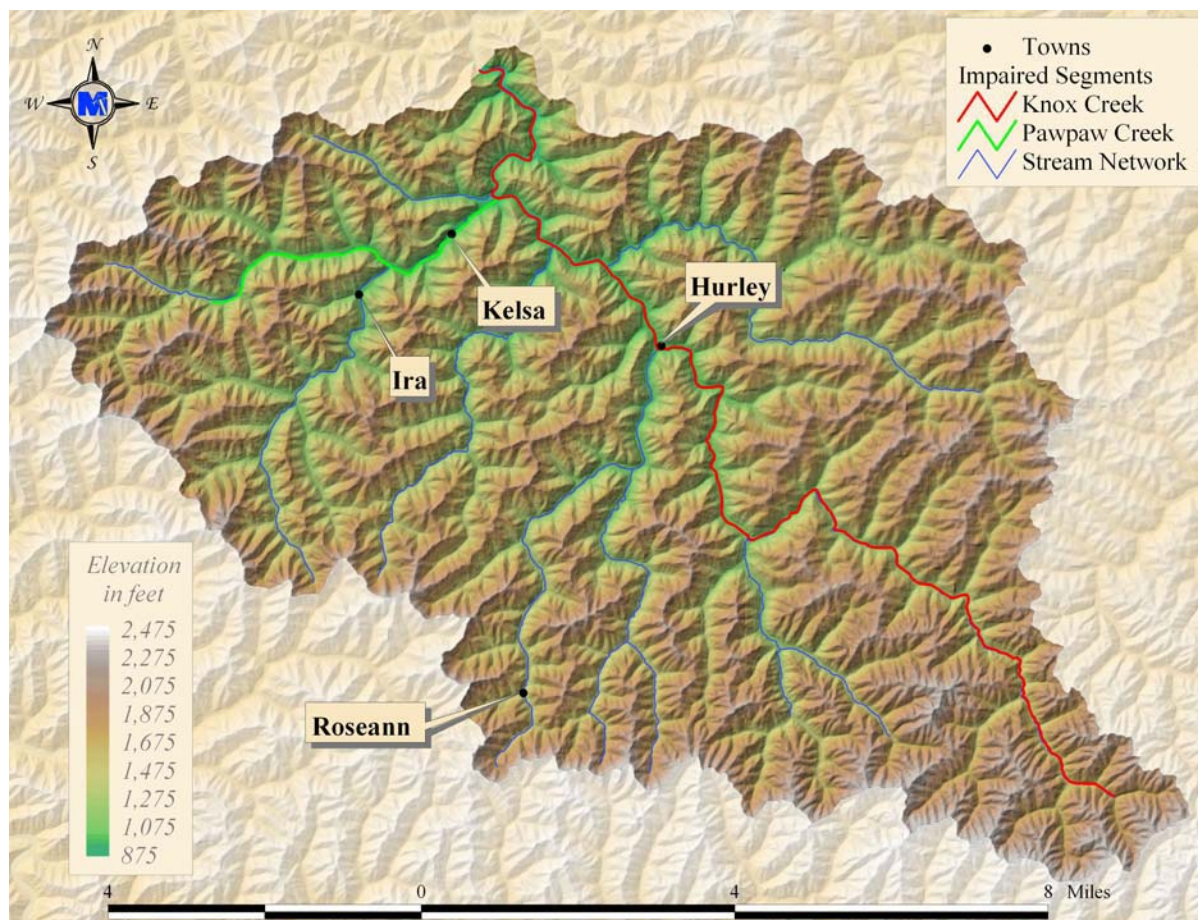 N
W
E
S
M
Towns
Impaired Segments
Knox Creek
Pawpaw Creek
Stream Network
Hurley
Kelsa
Ira
Roseann
Elevation
in feet
2,475
2,275
2,075
1,875
1,675
1,475
1,275
1,075
875
4 0 4 8 Miles